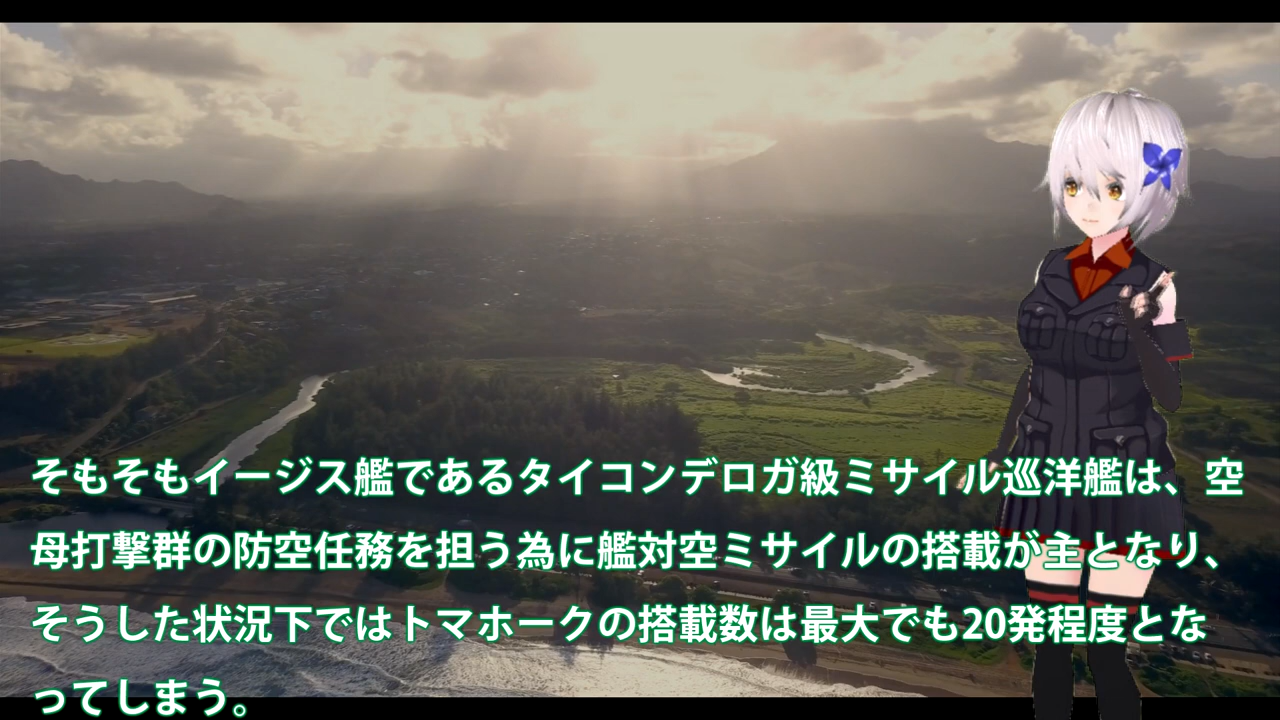 そもそもイージス艦であるタイコンデロガ級ミサイル巡洋艦は、空
母打撃群の防空任務を担う為に艦対空ミサイルの搭載が主となり、
そうした状況下ではトマホークの搭載数は最大でも20発程度とな
ってしまう。